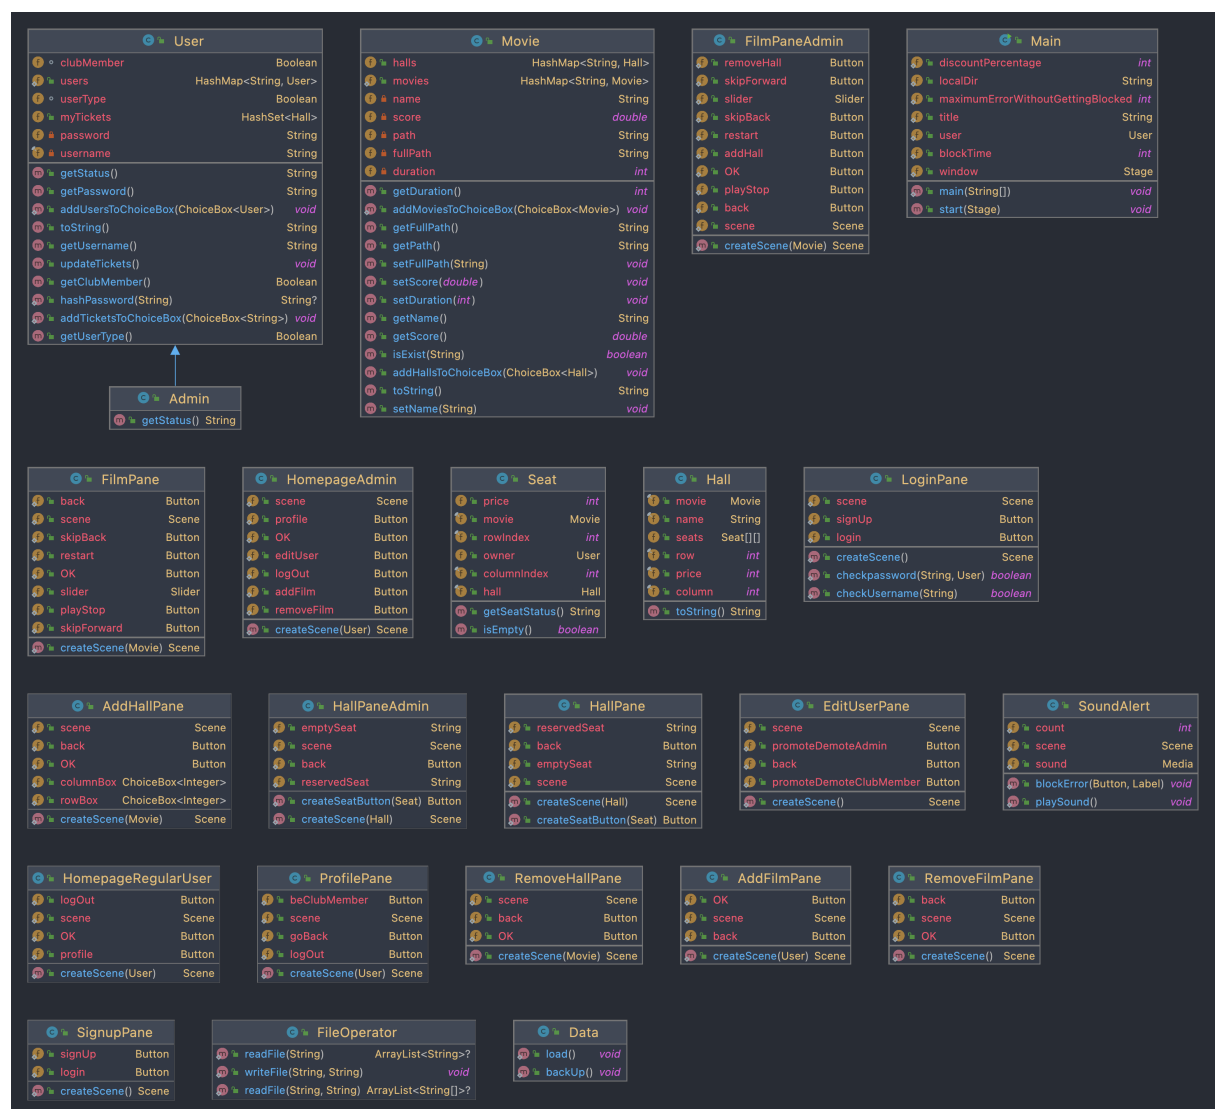 User
clubMember Boolean
users HashMap<String, User>
userType Boolean
myTickets HashSet<Hall>
password String
username String
getStatus() String
getPassword() String
addUsersToChoiceBox(ChoiceBox<User>) void
toString() String
getUsername() String
updateTickets() void
getClubMember() Boolean
hashPassword(String) String?
addTicketsToChoiceBox(ChoiceBox<String>) void
getUserType() Boolean
Admin
getStatus() String
Movie
halls HashMap<String, Hall>
movies HashMap<String, Movie>
name String
score double
path String
fullPath String
duration int
getDuration() int
addMoviesToChoiceBox(ChoiceBox<Movie>) void
getFullPath() String
getPath() String
setFullPath(String) void
setScore(double) void
setDuration(int) void
getName() String
getScore() double
isExist(String) boolean
addHallsToChoiceBox(ChoiceBox<Hall>) void
toString() String
setName(String) void
FilmPaneAdmin
removeHall Button
skipForward Button
slider Slider
skipBack Button
restart Button
addHall Button
OK Button
playStop Button
back Button
scene Scene
createScene(Movie) Scene
Main
discountPercentage int
localDir String
maximumErrorWithoutGettingBlocked int
title String
user User
blockTime int
window Stage
main(String[]) void
start(Stage) void
FilmPane
back Button
scene Scene
skipBack Button
restart Button
OK Button
slider Slider
playStop Button
skipForward Button
createScene(Movie) Scene
HomepageAdmin
scene Scene
profile Button
OK Button
editUser Button
logOut Button
addFilm Button
removeFilm Button
createScene(User) Scene
Seat
price int
movie Movie
rowIndex int
owner User
columnIndex int
hall Hall
getSeatStatus() String
isEmpty() boolean
Hall
movie Movie
name String
seats Seat[][]
row int
price int
column int
toString() String
LoginPane
scene Scene
signUp Button
login Button
createScene() Scene
checkpassword(String, User) boolean
checkUsername(String) boolean
AddHallPane
scene Scene
back Button
OK Button
columnBox ChoiceBox<Integer>
rowBox ChoiceBox<Integer>
createScene(Movie) Scene
HallPaneAdmin
emptySeat String
scene Scene
back Button
reservedSeat String
createSeatButton(Seat) Button
createScene(Hall) Scene
HallPane
reservedSeat String
back Button
emptySeat String
scene Scene
createScene(Hall) Scene
createSeatButton(Seat) Button
EditUserPane
scene Scene
promoteDemoteAdmin Button
back Button
promoteDemoteClubMember Button
createScene() Scene
SoundAlert
count int
scene Scene
sound Media
blockError(Button, Label) void
playSound() void
HomepageRegularUser
logOut Button
scene Scene
OK Button
profile Button
createScene(User) Scene
ProfilePane
beClubMember Button
scene Scene
goBack Button
logOut Button
createScene(User) Scene
RemoveHallPane
scene Scene
back Button
OK Button
createScene(Movie) Scene
AddFilmPane
OK Button
scene Scene
back Button
createScene(User) Scene
RemoveFilmPane
back Button
scene Scene
OK Button
createScene() Scene
SignupPane
signUp Button
login Button
createScene() Scene
FileOperator
readFile(String) ArrayList<String>?
writeFile(String, String) void
readFile(String, String) ArrayList<String[]>?
Data
load() void
backUp() void